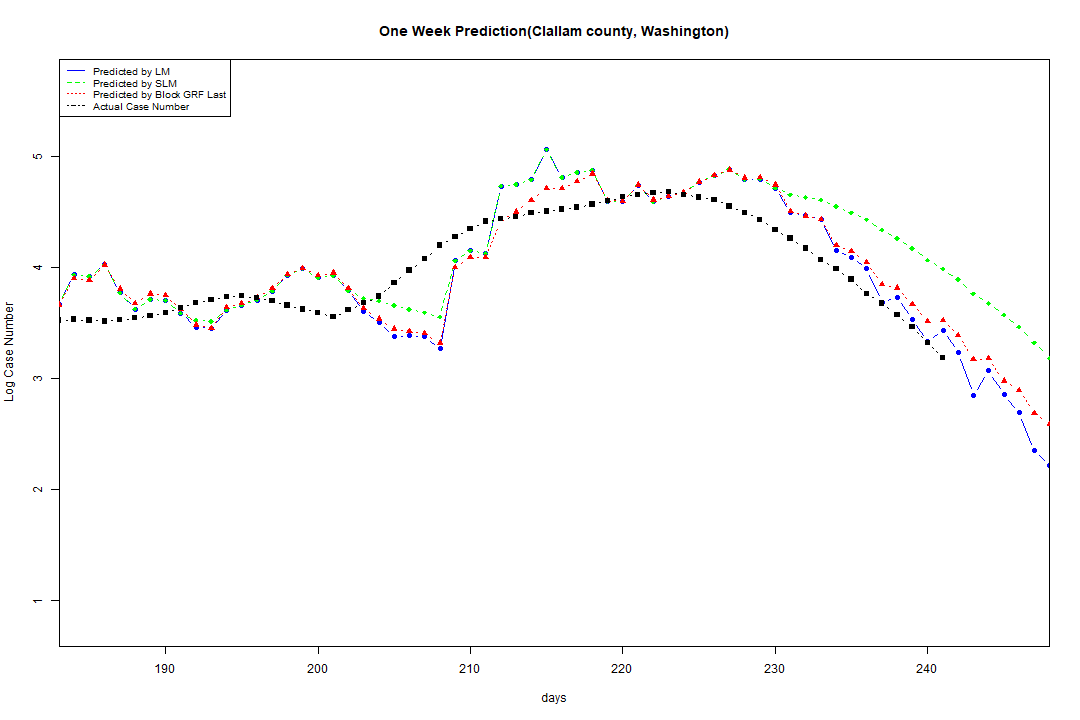 One Week Prediction(Clallam county, Washington)
Predicted by LM
Predicted by SLM
Predicted by Block GRF Last
Actual Case Number
5
4
3
2
1
Log Case Number
190 200 210 220 230 240
days